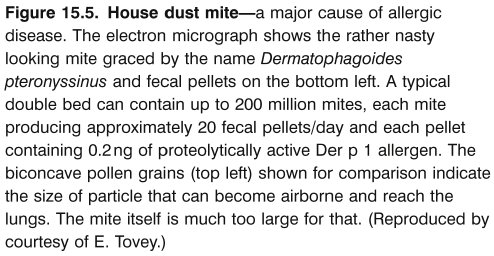 Figure 15.5. House dust mite—a major cause of allergic
disease. The electron micrograph shows the rather nasty
looking mite graced by the name Dermatophagoides
pteronyssinus and fecal pellets on the bottom left. A typical
double bed can contain up to 200 million mites, each mite
producing approximately 20 fecal pellets/day and each pellet
containing 0.2 ng of proteolytically active Der p 1 allergen. The
biconcave pollen grains (top left) shown for comparison indicate
the size of particle that can become airborne and reach the
lungs. The mite itself is much too large for that. (Reproduced by
courtesy of E. Tovey.)